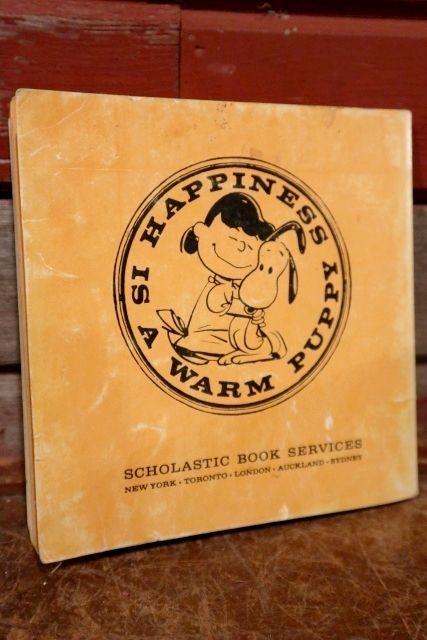 HAPPINESS IS A WARM PUPPY
SCHOLASTIC BOOK SERVICES
NEW YORK • TORONTO • LONDON • AUCKLAND • SYDNEY